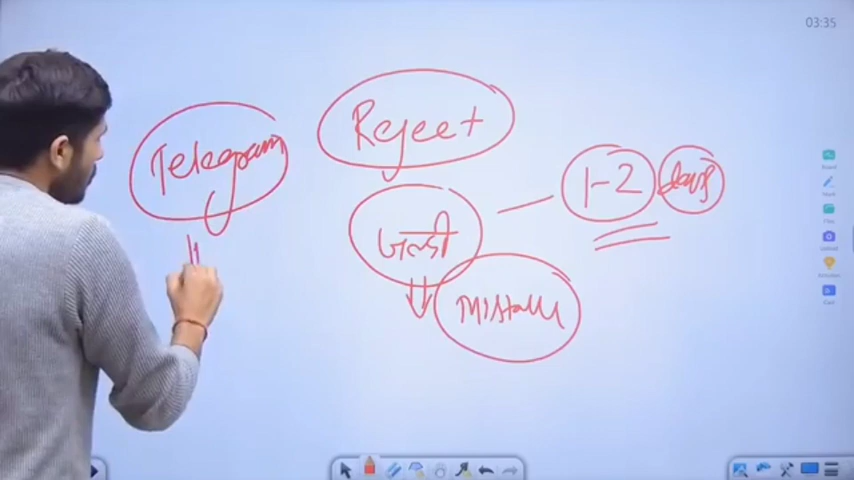 03:35
Reject
Telegram
1-2 days
जल्दी
Mistake